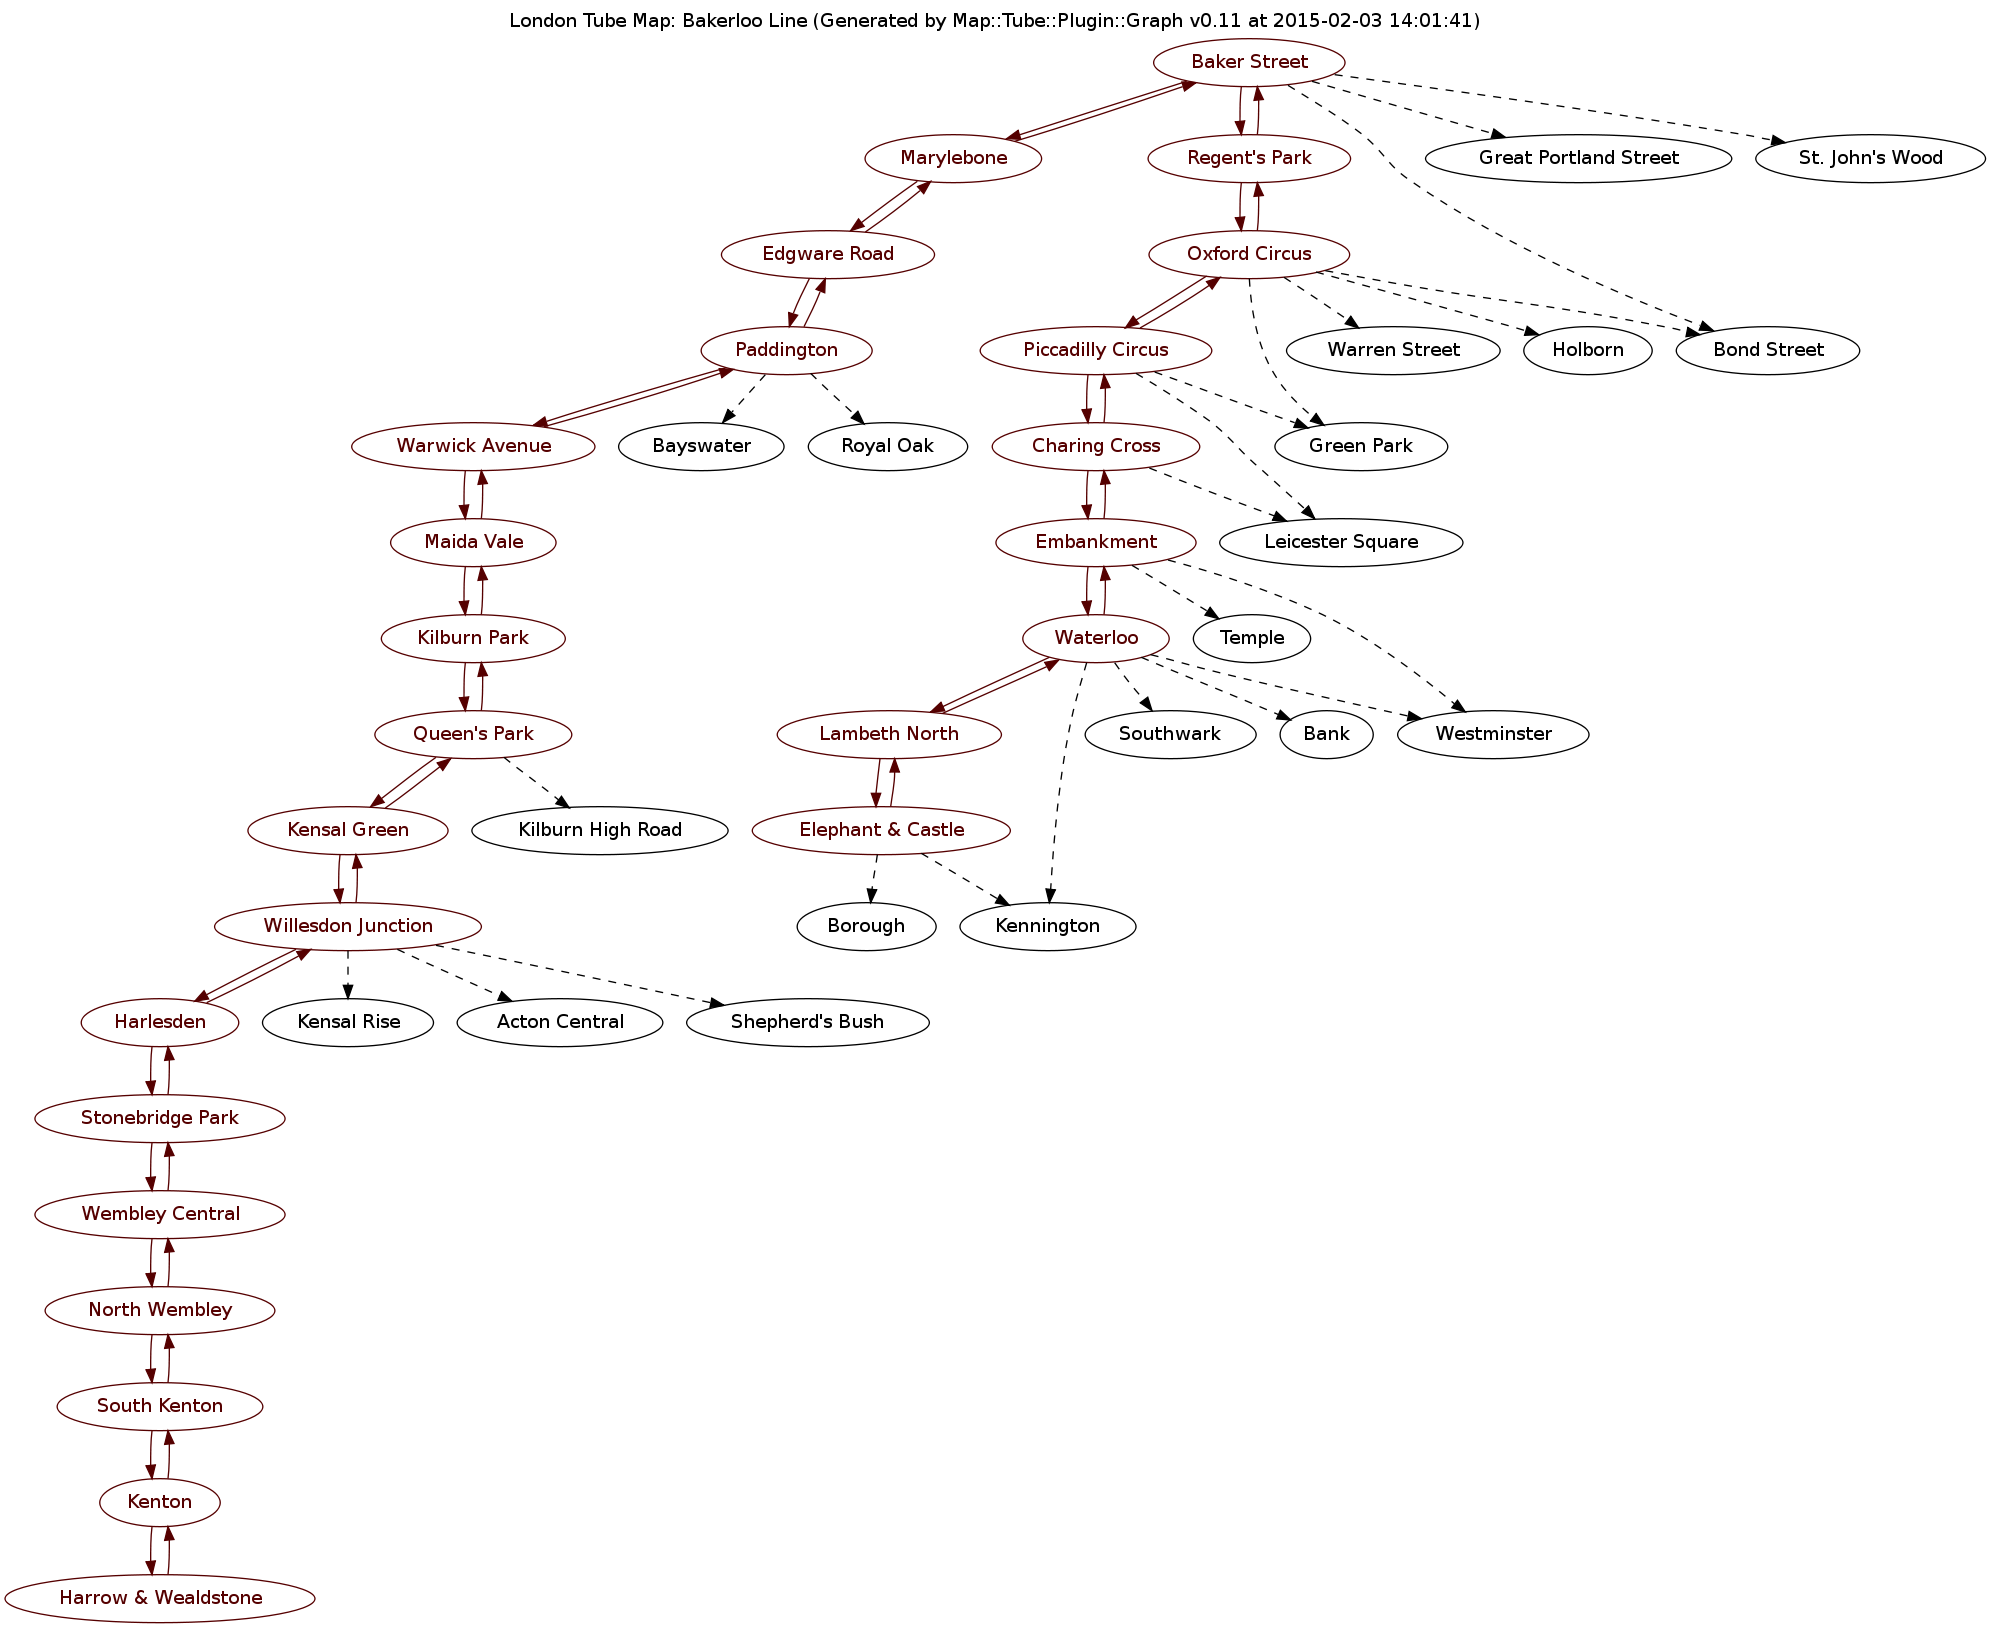 London Tube Map: Bakerloo Line (Generated by Map::Tube::Plugin::Graph v0.11 at 2015-02-03 14:01:41)
Baker Street
Marylebone
Regent's Park
Great Portland Street
St. John's Wood
Edgware Road
Oxford Circus
Paddington
Piccadilly Circus
Warren Street
Holborn
Bond Street
Warwick Avenue
Bayswater
Royal Oak
Charing Cross
Green Park
Maida Vale
Embankment
Leicester Square
Kilburn Park
Waterloo
Temple
Queen's Park
Lambeth North
Southwark
Bank
Westminster
Kensal Green
Kilburn High Road
Elephant & Castle
Willesdon Junction
Borough
Kennington
Harlesden
Kensal Rise
Acton Central
Shepherd's Bush
Stonebridge Park
Wembley Central
North Wembley
South Kenton
Kenton
Harrow & Wealdstone